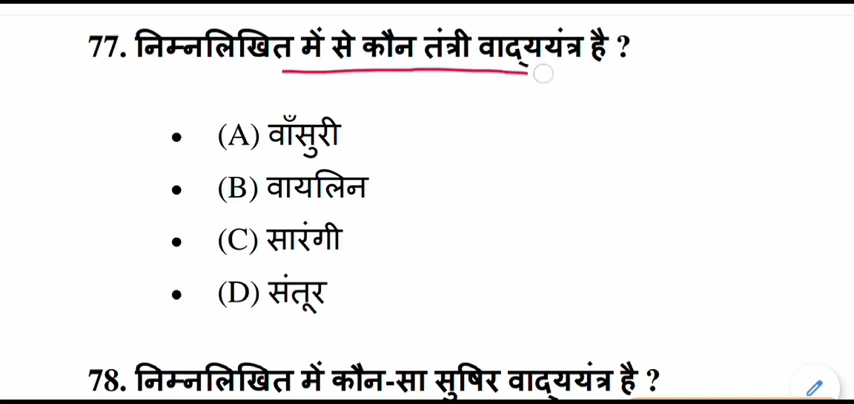 77. निम्नलिखित में से कौन तंत्री वाद्ययंत्र है ?
• (A) वाँसुरी
• (B) वायलिन
• (C) सारंगी
• (D) संतूर
78. निम्नलिखित में कौन-सा सुषिर वाद्ययंत्र है ?